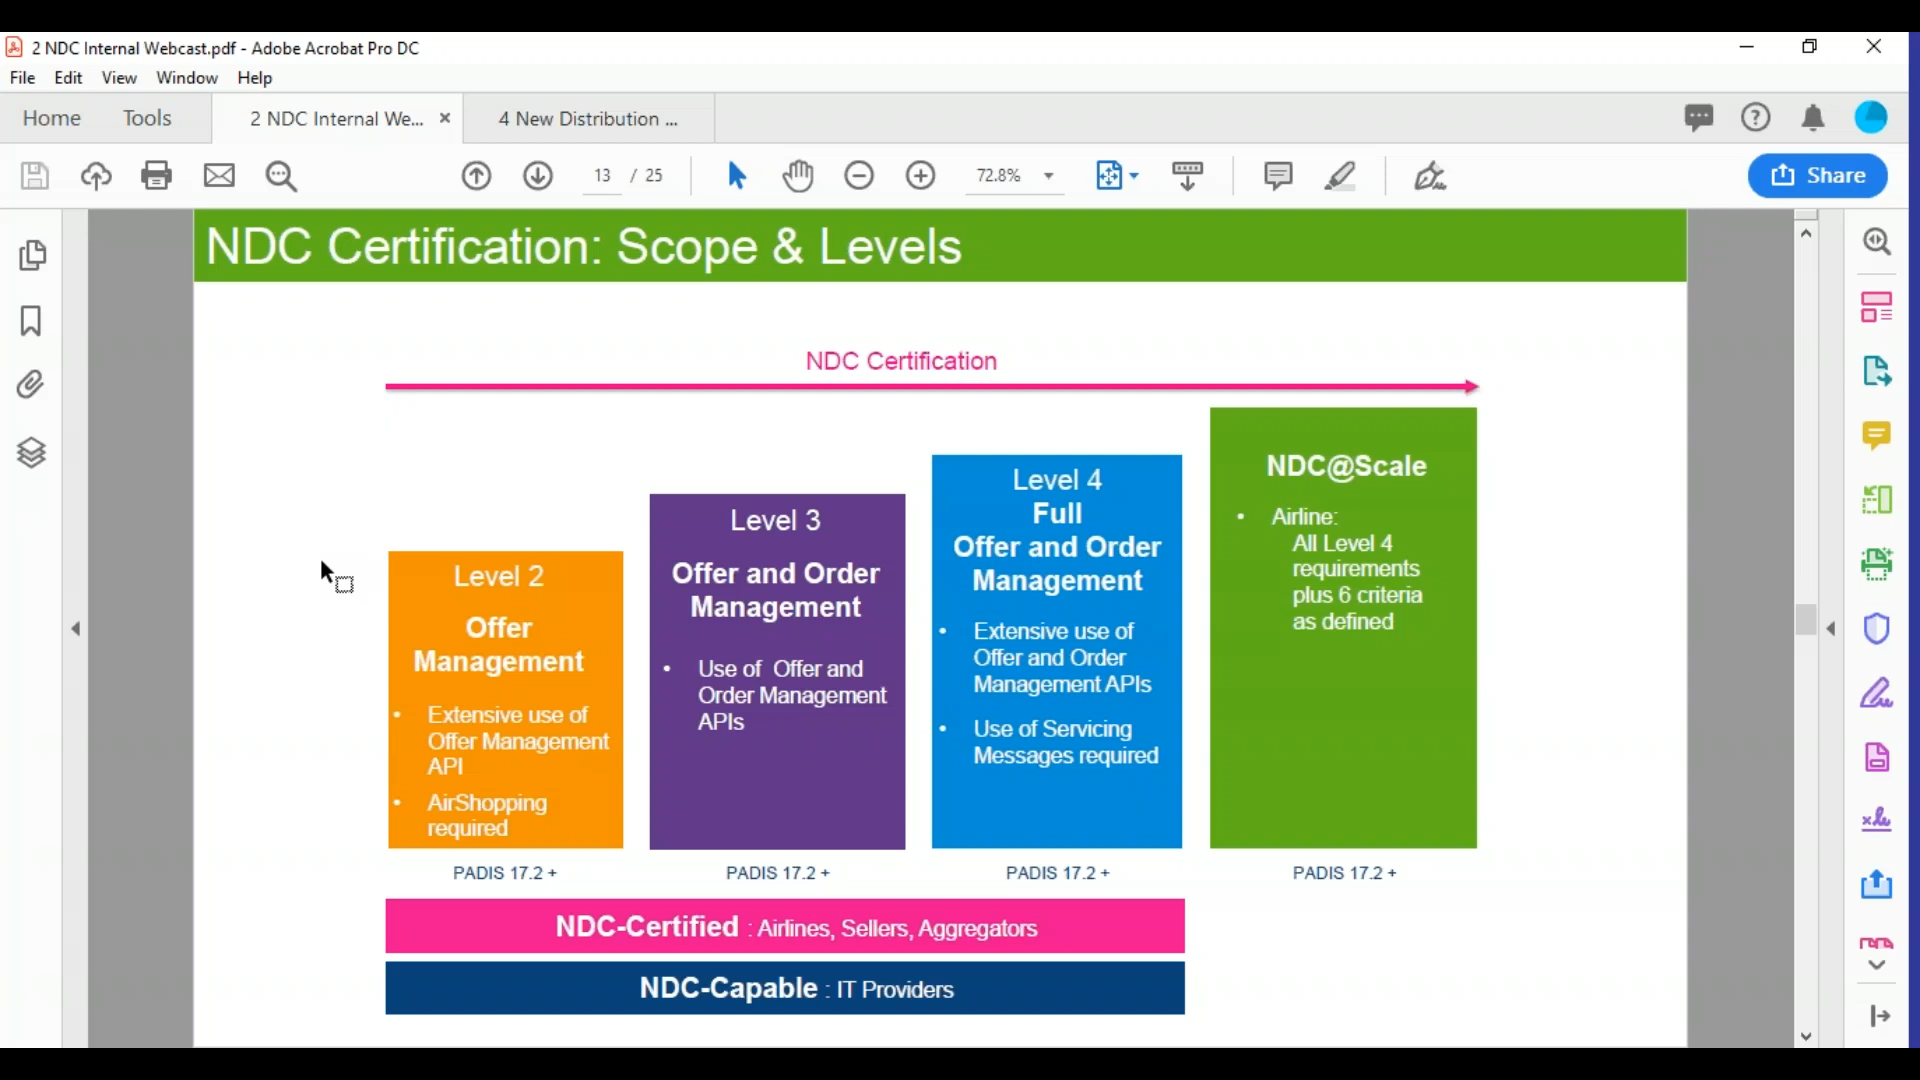 2 NDC Internal Webcast.pdf - Adobe Acrobat Pro DC
File Edit View Window Help
Home Tools 2 NDC Internal We... × 4 New Distribution ...
13 / 25 72.8% Share
NDC Certification: Scope & Levels
NDC Certification
Level 2
Offer
Management
• Extensive use of
Offer Management
API
• AirShopping
required
PADIS 17.2 +
Level 3
Offer and Order
Management
• Use of Offer and
Order Management
APIs
PADIS 17.2 +
Level 4
Full
Offer and Order
Management
• Extensive use of
Offer and Order
Management APIs
• Use of Servicing
Messages required
PADIS 17.2 +
NDC@Scale
• Airline:
All Level 4
requirements
plus 6 criteria
as defined
PADIS 17.2 +
NDC-Certified : Airlines, Sellers, Aggregators
NDC-Capable : IT Providers